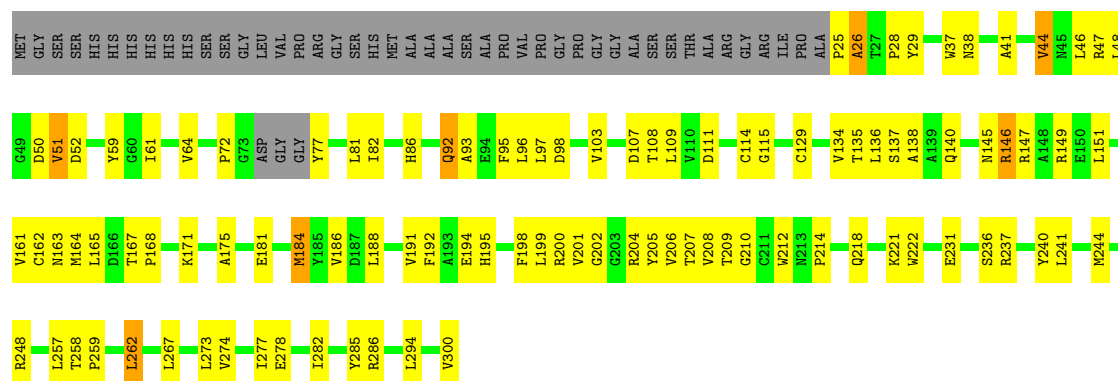 MET GLY SER SER HIS HIS HIS HIS HIS HIS SER SER GLY LEU VAL PRO ARG GLY SER HIS MET ALA ALA ALA SER ALA PRO VAL PRO GLY PRO GLY GLY ALA SER SER THR ALA ARG GLY ARG ILE PRO ALA P25 A26 T27 P28 Y29 W37 N38 A41 V44 N45 L46 R47 L48
G49 D50 V51 D52 Y59 G60 I61 V64 P72 G73 ASP GLY GLY Y77 L81 I82 H86 Q92 A93 E94 F95 L96 L97 D98 V103 D107 T108 L109 V110 D111 C114 G115 C129 V134 T135 L136 S137 A138 A139 Q140 N145 R146 R147 A148 R149 E150 L151
V161 C162 N163 M164 L165 D166 T167 P168 K171 A175 E181 M184 Y185 V186 D187 L188 V191 F192 A193 E194 H195 F198 L199 R200 V201 G202 G203 R204 Y205 V206 T207 V208 T209 G210 C211 W212 N213 P214 Q218 K221 W222 E231 S236 R237 Y240 L241 M244
R248 L257 T258 P259 L262 L267 L273 V274 I277 E278 I282 Y285 R286 L294 V300